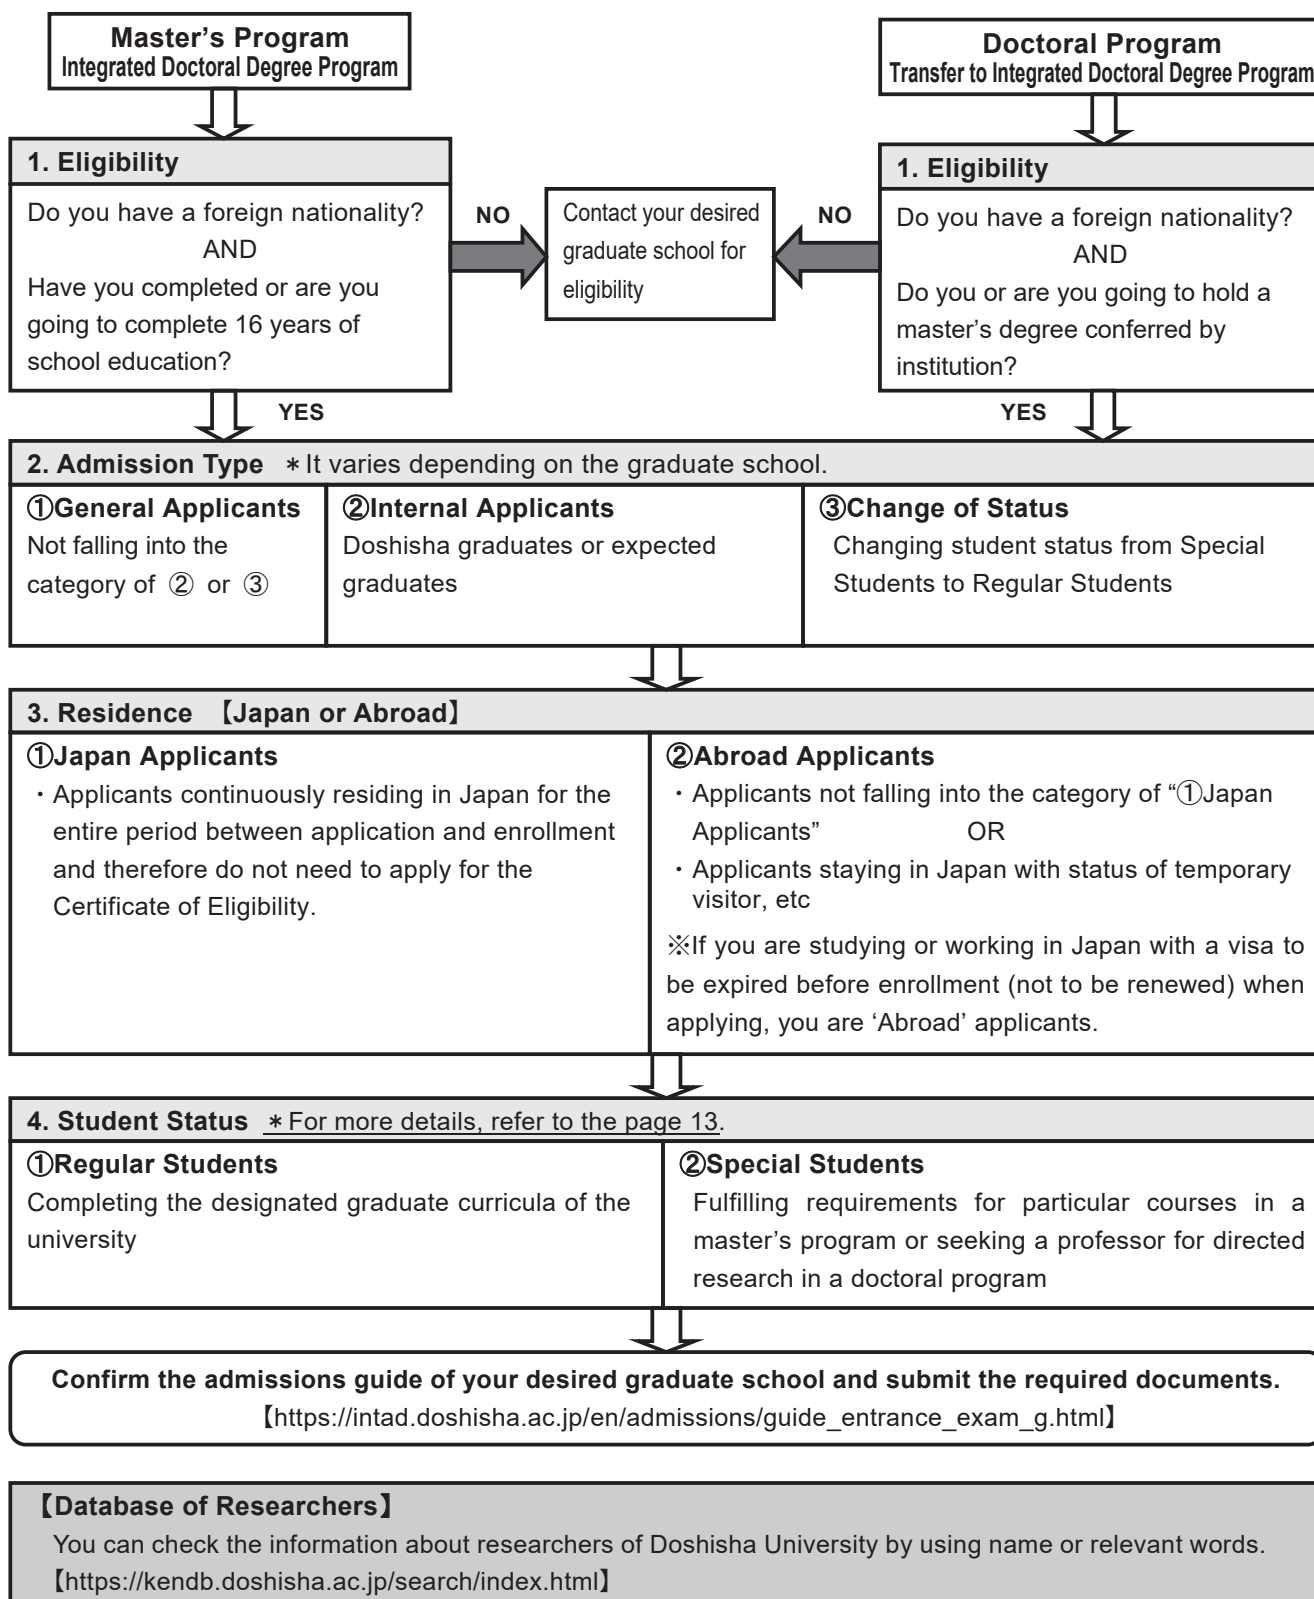 Master's Program
Integrated Doctoral Degree Program
Doctoral Program
Transfer to Integrated Doctoral Degree Program
1. Eligibility
Do you have a foreign nationality?
AND
Have you completed or are you
going to complete 16 years of
school education?
NO
Contact your desired
graduate school for
eligibility
NO
1. Eligibility
Do you have a foreign nationality?
AND
Do you or are you going to hold a
master's degree conferred by
institution?
YES
YES
2. Admission Type ＊It varies depending on the graduate school.
①General Applicants
Not falling into the
category of ② or ③
②Internal Applicants
Doshisha graduates or expected
graduates
③Change of Status
Changing student status from Special
Students to Regular Students
3. Residence 【Japan or Abroad】
①Japan Applicants
・Applicants continuously residing in Japan for the
entire period between application and enrollment
and therefore do not need to apply for the
Certificate of Eligibility.
②Abroad Applicants
・Applicants not falling into the category of “①Japan
Applicants” OR
・Applicants staying in Japan with status of temporary
visitor, etc
※If you are studying or working in Japan with a visa to
be expired before enrollment (not to be renewed) when
applying, you are ‘Abroad’ applicants.
4. Student Status ＊For more details, refer to the page 13.
①Regular Students
Completing the designated graduate curricula of the
university
②Special Students
Fulfilling requirements for particular courses in a
master's program or seeking a professor for directed
research in a doctoral program
Confirm the admissions guide of your desired graduate school and submit the required documents.
【https://intad.doshisha.ac.jp/en/admissions/guide_entrance_exam_g.html】
【Database of Researchers】
You can check the information about researchers of Doshisha University by using name or relevant words.
【https://kendb.doshisha.ac.jp/search/index.html】